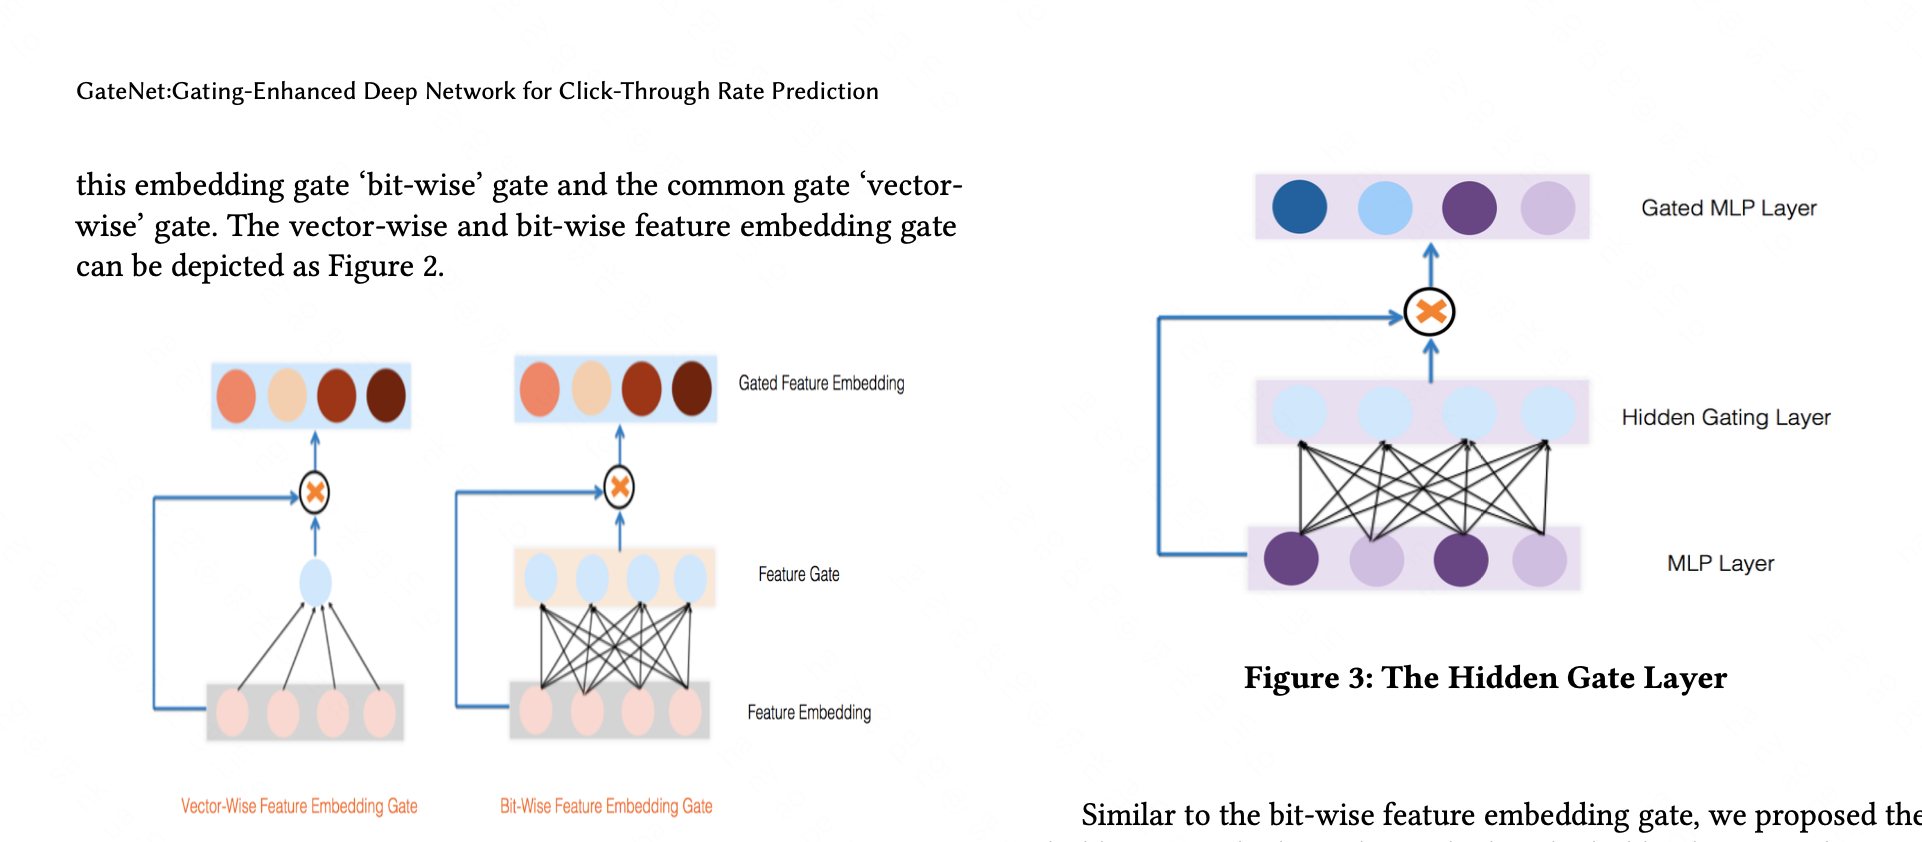 GateNet:Gating-Enhanced Deep Network for Click-Through Rate Prediction
this embedding gate ‘bit-wise’ gate and the common gate ‘vector-
wise’ gate. The vector-wise and bit-wise feature embedding gate
can be depicted as Figure 2.
Gated Feature Embedding
Feature Gate
Feature Embedding
Vector-Wise Feature Embedding Gate
Bit-Wise Feature Embedding Gate
Gated MLP Layer
Hidden Gating Layer
MLP Layer
Figure 3: The Hidden Gate Layer
Similar to the bit-wise feature embedding gate, we proposed the